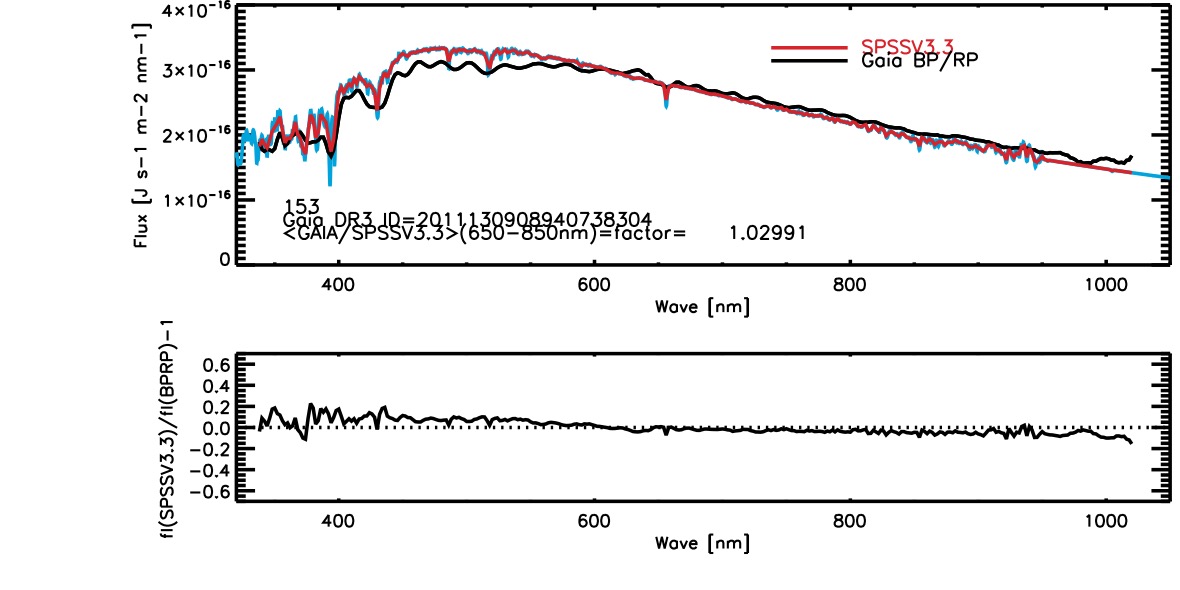 4×10−16
3×10−16
2×10−16
1×10−16
0
Flux [J s−1 m−2 nm−1]
SPSSV3.3
Gaia BP/RP
153
Gaia DR3 ID=2011130908940738304
<GAIA/SPSSV3.3>(650−850nm)=factor= 1.02991
400 600 800 1000
Wave [nm]
fl(SPSSV3.3)/fl(BPRP)−1
0.6
0.4
0.2
0.0
−0.2
−0.4
−0.6
400 600 800 1000
Wave [nm]